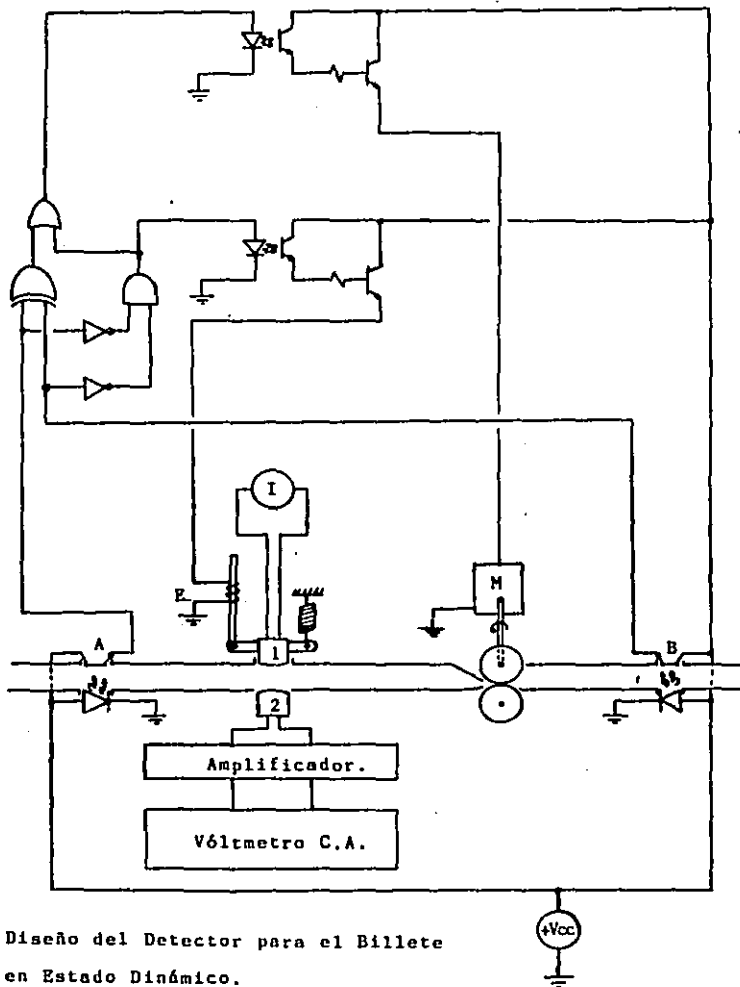 I
E
M
A
B
1
2
Amplificador.
Vóltmetro C.A.
+Vcc
Diseño del Detector para el Billete
en Estado Dinámico.